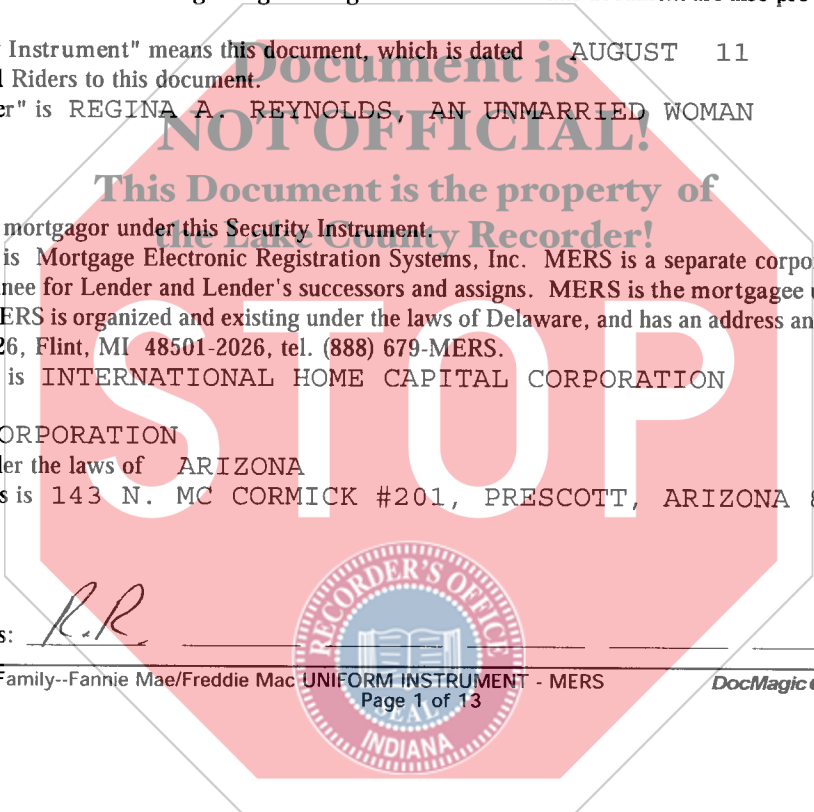 Instrument" means this document, which is dated AUGUST 11
Document is
Riders to this document.
er" is REGINA A. REYNOLDS, AN UNMARRIED WOMAN
NOT OFFICIAL!
This Document is the property of
mortgagor under this Security Instrument.
the Lake County Recorder!
is Mortgage Electronic Registration Systems, Inc. MERS is a separate corpo
nee for Lender and Lender's successors and assigns. MERS is the mortgagee
ERS is organized and existing under the laws of Delaware, and has an address an
26, Flint, MI 48501-2026, tel. (888) 679-MERS.
is INTERNATIONAL HOME CAPITAL CORPORATION
STOP
ORPORATION
er the laws of ARIZONA
s is 143 N. MC CORMICK #201, PRESCOTT, ARIZONA
RECORDER'S OFFICE
s: R.R.
Family--Fannie Mae/Freddie Mac UNIFORM INSTRUMENT - MERS DocMagic
Page 1 of 13
SEAL
INDIANA